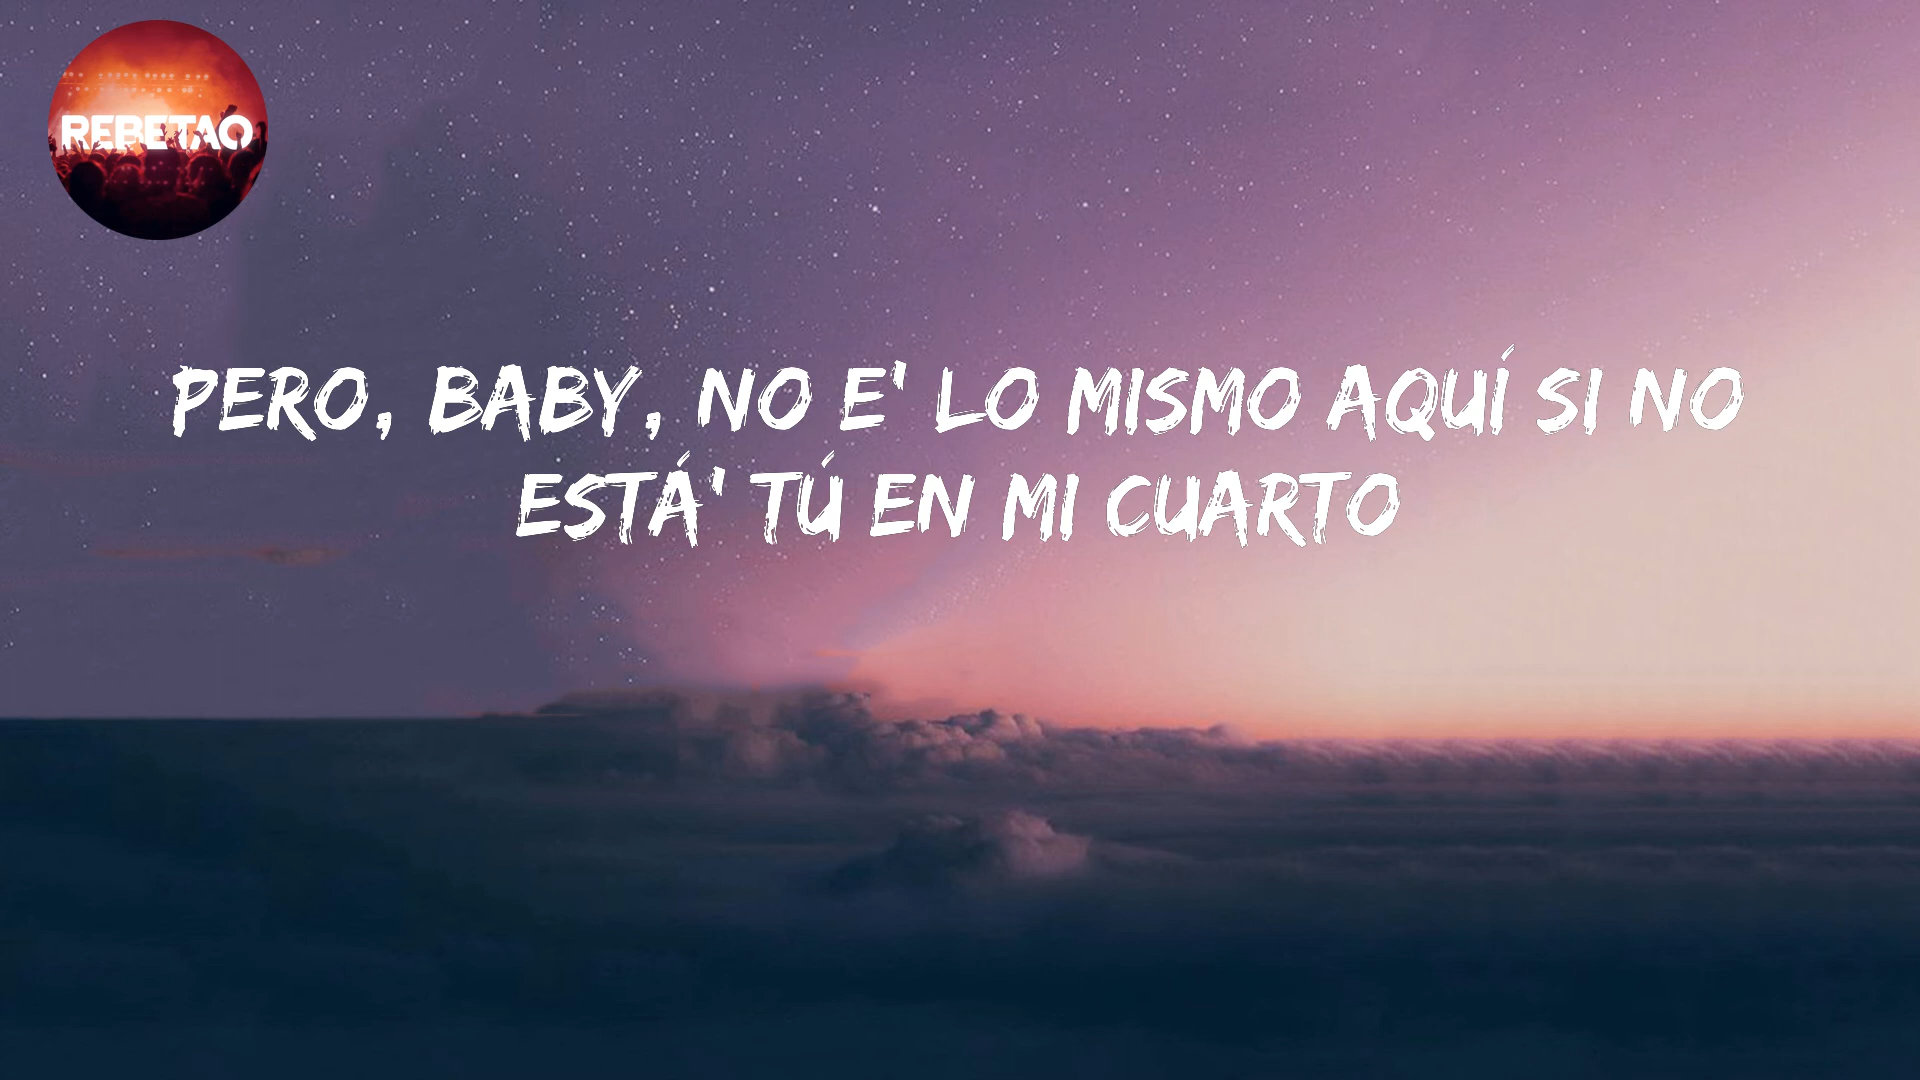 REBETAO
PERO, BABY, NO E' LO MISMO AQUÍ SI NO
ESTÁ' TÚ EN MI CUARTO